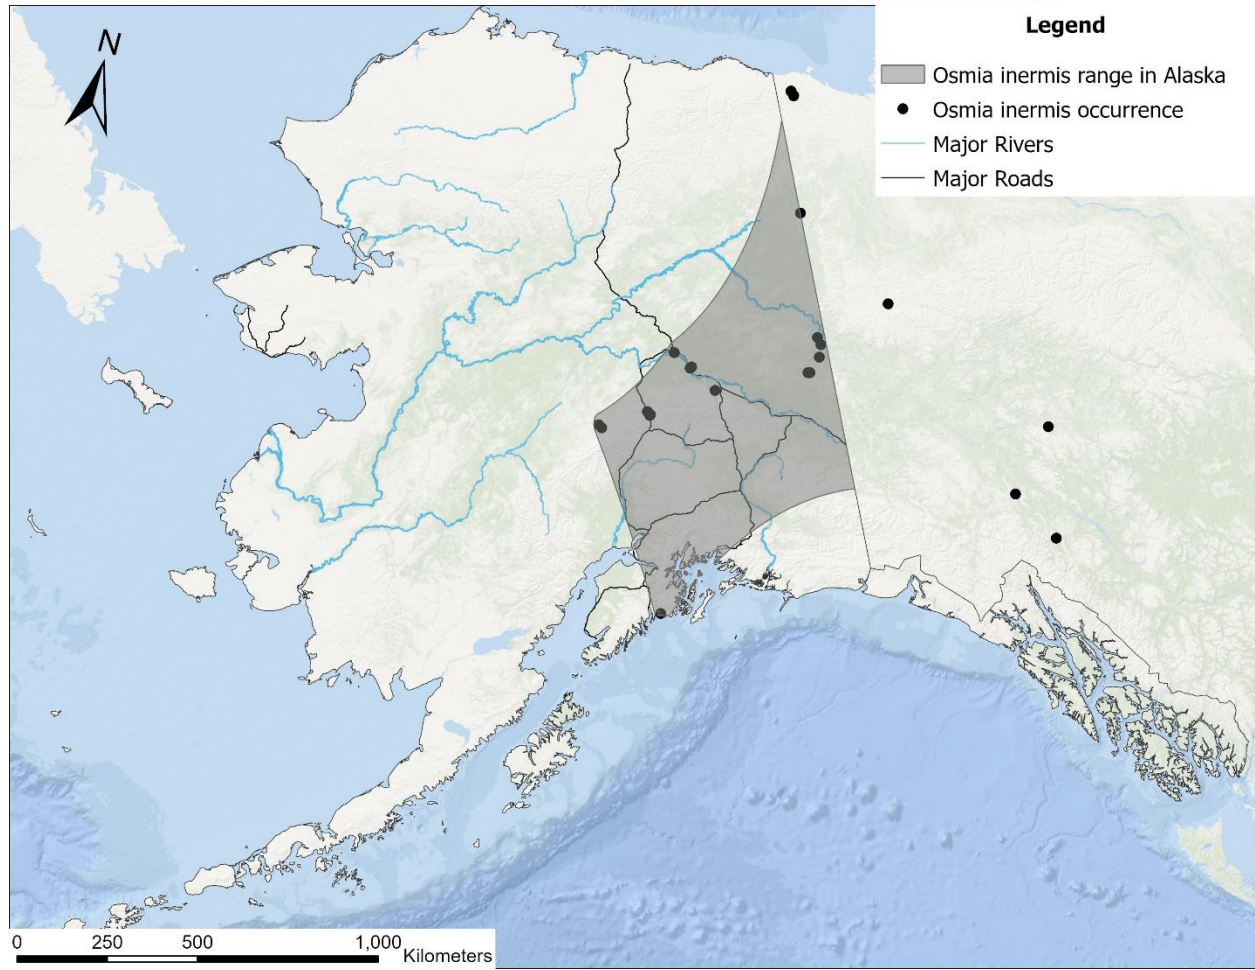 Legend
N
Osmia inermis range in Alaska
Osmia inermis occurrence
Major Rivers
Major Roads
0 250 500 1,000
Kilometers